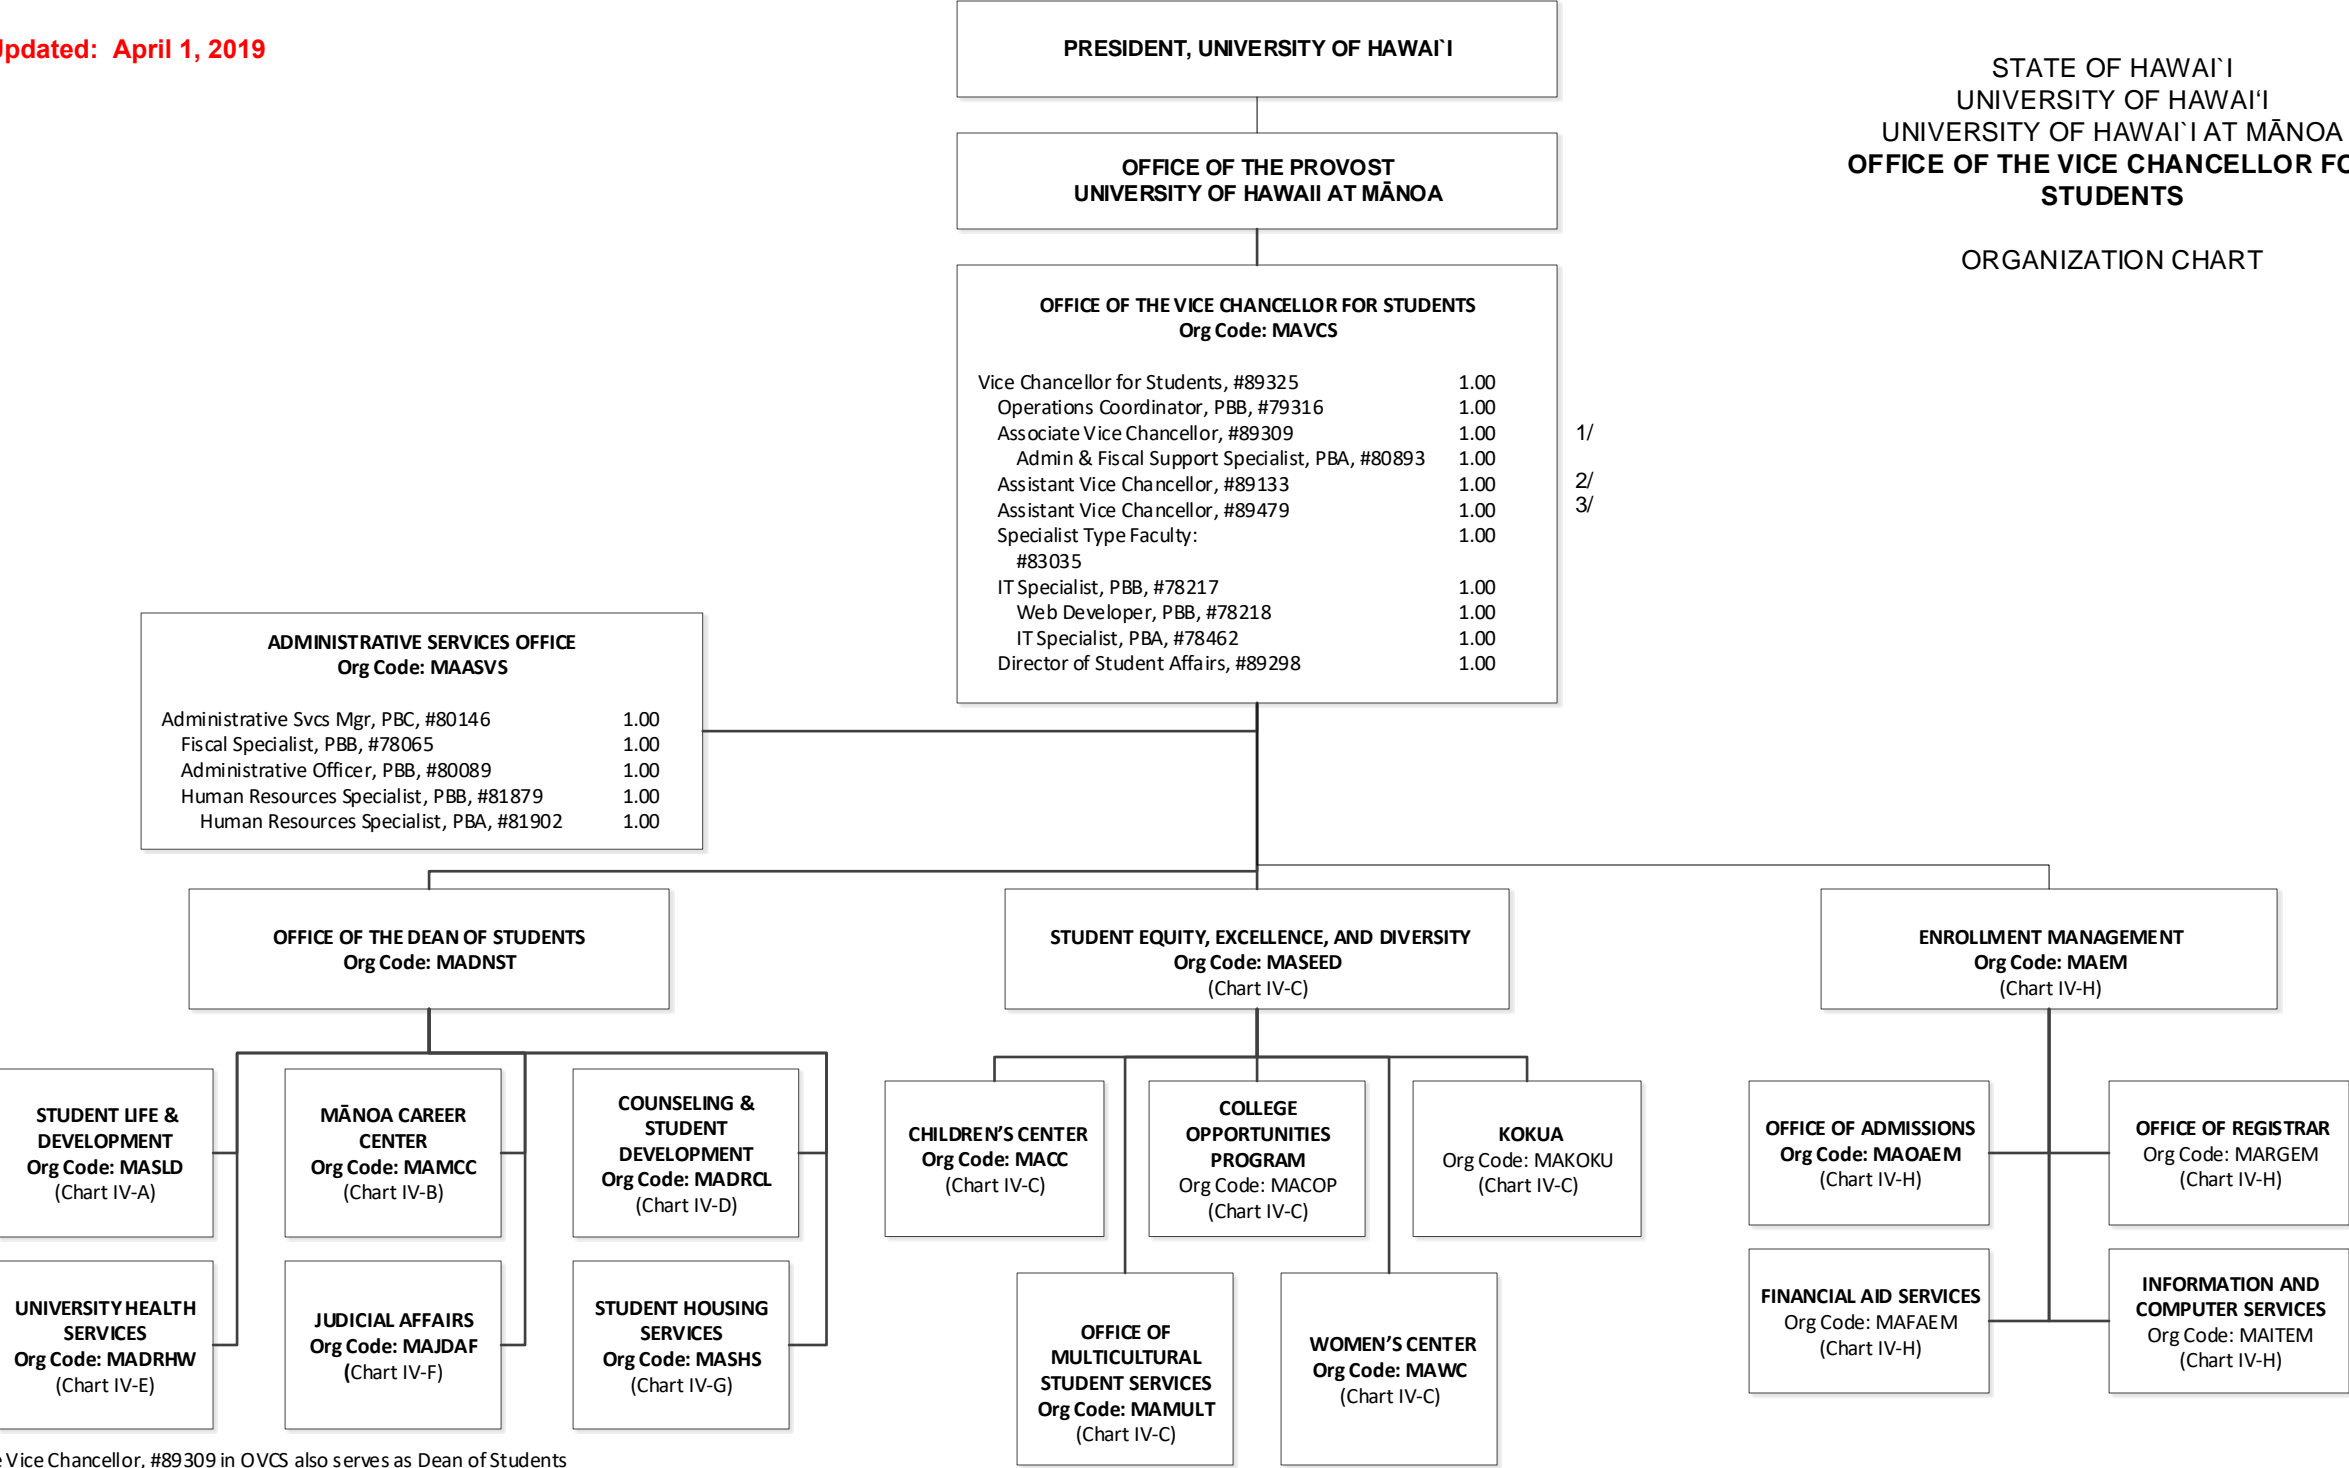 Updated: April 1, 2019
PRESIDENT, UNIVERSITY OF HAWAI`I
STATE OF HAWAI`I
UNIVERSITY OF HAWAI‘I
UNIVERSITY OF HAWAI`I AT MĀNOA
OFFICE OF THE VICE CHANCELLOR FO
STUDENTS
ORGANIZATION CHART
OFFICE OF THE PROVOST
UNIVERSITY OF HAWAII AT MĀNOA
OFFICE OF THE VICE CHANCELLOR FOR STUDENTS
Org Code: MAVCS
Vice Chancellor for Students, #89325 1.00
Operations Coordinator, PBB, #79316 1.00
Associate Vice Chancellor, #89309 1.00 1/
Admin & Fiscal Support Specialist, PBA, #80893 1.00
Assistant Vice Chancellor, #89133 1.00 2/
Assistant Vice Chancellor, #89479 1.00 3/
Specialist Type Faculty: 1.00
#83035
IT Specialist, PBB, #78217 1.00
Web Developer, PBB, #78218 1.00
IT Specialist, PBA, #78462 1.00
Director of Student Affairs, #89298 1.00
ADMINISTRATIVE SERVICES OFFICE
Org Code: MAASVS
Administrative Svcs Mgr, PBC, #80146 1.00
Fiscal Specialist, PBB, #78065 1.00
Administrative Officer, PBB, #80089 1.00
Human Resources Specialist, PBB, #81879 1.00
Human Resources Specialist, PBA, #81902 1.00
OFFICE OF THE DEAN OF STUDENTS
Org Code: MADNST
STUDENT EQUITY, EXCELLENCE, AND DIVERSITY
Org Code: MASEED
(Chart IV-C)
ENROLLMENT MANAGEMENT
Org Code: MAEM
(Chart IV-H)
STUDENT LIFE &
DEVELOPMENT
Org Code: MASLD
(Chart IV-A)
MĀNOA CAREER
CENTER
Org Code: MAMCC
(Chart IV-B)
COUNSELING &
STUDENT
DEVELOPMENT
Org Code: MADRCL
(Chart IV-D)
CHILDREN’S CENTER
Org Code: MACC
(Chart IV-C)
COLLEGE
OPPORTUNITIES
PROGRAM
Org Code: MACOP
(Chart IV-C)
KOKUA
Org Code: MAKOKU
(Chart IV-C)
OFFICE OF ADMISSIONS
Org Code: MAOAEM
(Chart IV-H)
OFFICE OF REGISTRAR
Org Code: MARGEM
(Chart IV-H)
UNIVERSITY HEALTH
SERVICES
Org Code: MADRHW
(Chart IV-E)
JUDICIAL AFFAIRS
Org Code: MAJDAF
(Chart IV-F)
STUDENT HOUSING
SERVICES
Org Code: MASHS
(Chart IV-G)
OFFICE OF
MULTICULTURAL
STUDENT SERVICES
Org Code: MAMULT
(Chart IV-C)
WOMEN’S CENTER
Org Code: MAWC
(Chart IV-C)
FINANCIAL AID SERVICES
Org Code: MAFAEM
(Chart IV-H)
INFORMATION AND
COMPUTER SERVICES
Org Code: MAITEM
(Chart IV-H)
e Vice Chancellor, #89309 in OVCS also serves as Dean of Students